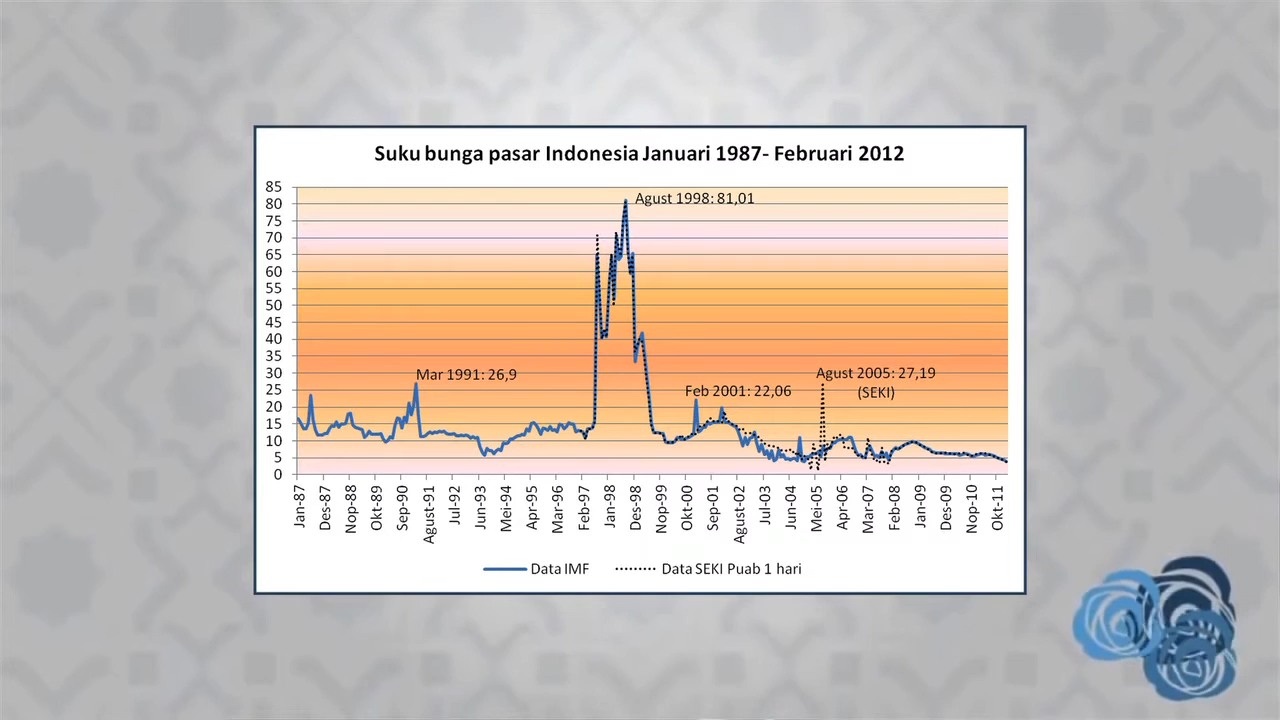 Suku bunga pasar Indonesia Januari 1987- Februari 2012
85
80
75
70
65
60
55
50
45
40
35
30
25
20
15
10
5
0
Agust 1998: 81,01
Mar 1991: 26,9
Feb 2001: 22,06
Agust 2005: 27,19
(SEKI)
Jan-87
Des-87
Nop-88
Okt-89
Sep-90
Agust-91
Jul-92
Jun-93
Mei-94
Apr-95
Mar-96
Feb-97
Jan-98
Des-98
Nop-99
Okt-00
Sep-01
Agust-02
Jul-03
Jun-04
Mei-05
Apr-06
Mar-07
Feb-08
Jan-09
Des-09
Nop-10
Okt-11
Data IMF
Data SEKI Puab 1 hari